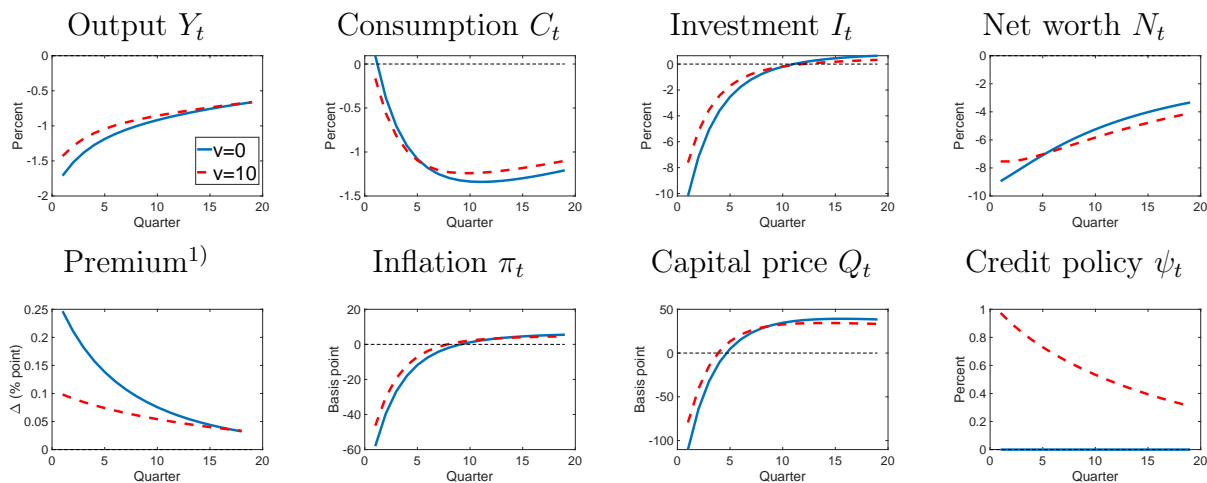 Output Y_t
Consumption C_t
Investment I_t
Net worth N_t
0
-0.5
-1
-1.5
-2
Percent
0 5 10 15 20
Quarter
v=0
v=10
0
-0.5
-1
-1.5
Percent
0 5 10 15 20
Quarter
0
-2
-4
-6
-8
-10
Percent
0 5 10 15 20
Quarter
0
-2
-4
-6
-8
-10
Percent
0 5 10 15 20
Quarter
Premium^1)
Inflation π_t
Capital price Q_t
Credit policy ψ_t
0.25
0.2
0.15
0.1
0.05
0
Δ (% point)
0 5 10 15 20
Quarter
20
0
-20
-40
-60
Basis point
0 5 10 15 20
Quarter
50
0
-50
-100
Basis point
0 5 10 15 20
Quarter
1
0.8
0.6
0.4
0.2
0
Percent
0 5 10 15 20
Quarter